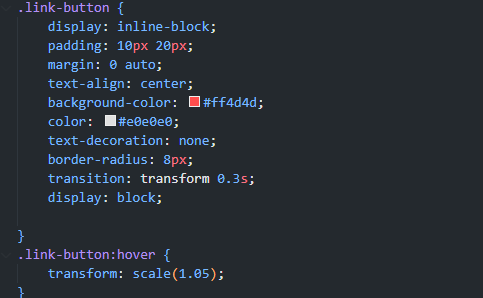 .link-button {
display: inline-block;
padding: 10px 20px;
margin: 0 auto;
text-align: center;
background-color: #ff4d4d;
color: #e0e0e0;
text-decoration: none;
border-radius: 8px;
transition: transform 0.3s;
display: block;
}
.link-button:hover {
transform: scale(1.05);
}